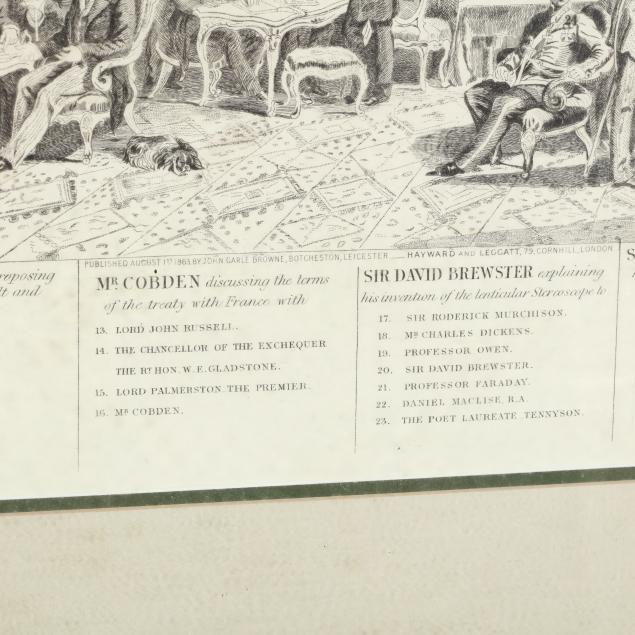 PUBLISHED AUGUST 1ST 1863, BY JOHN GARLE BROWNE, BOTCHESTON, LEICESTER HAYWARD AND LEGGATT, 79, CORNHILL, LONDON
reposing
and
MR COBDEN discussing the terms
of the treaty with France with
13. LORD JOHN RUSSELL.
14. THE CHANCELLOR OF THE EXCHEQUER
THE RT HON. W. E. GLADSTONE.
15. LORD PALMERSTON THE PREMIER.
16. MR COBDEN.
SIR DAVID BREWSTER explaining
his invention of the lenticular Stereoscope to
17. SIR RODERICK MURCHISON.
18. MR CHARLES DICKENS.
19. PROFESSOR OWEN.
20. SIR DAVID BREWSTER.
21. PROFESSOR FARADAY.
22. DANIEL MACLISE R.A.
23. THE POET LAUREATE TENNYSON.